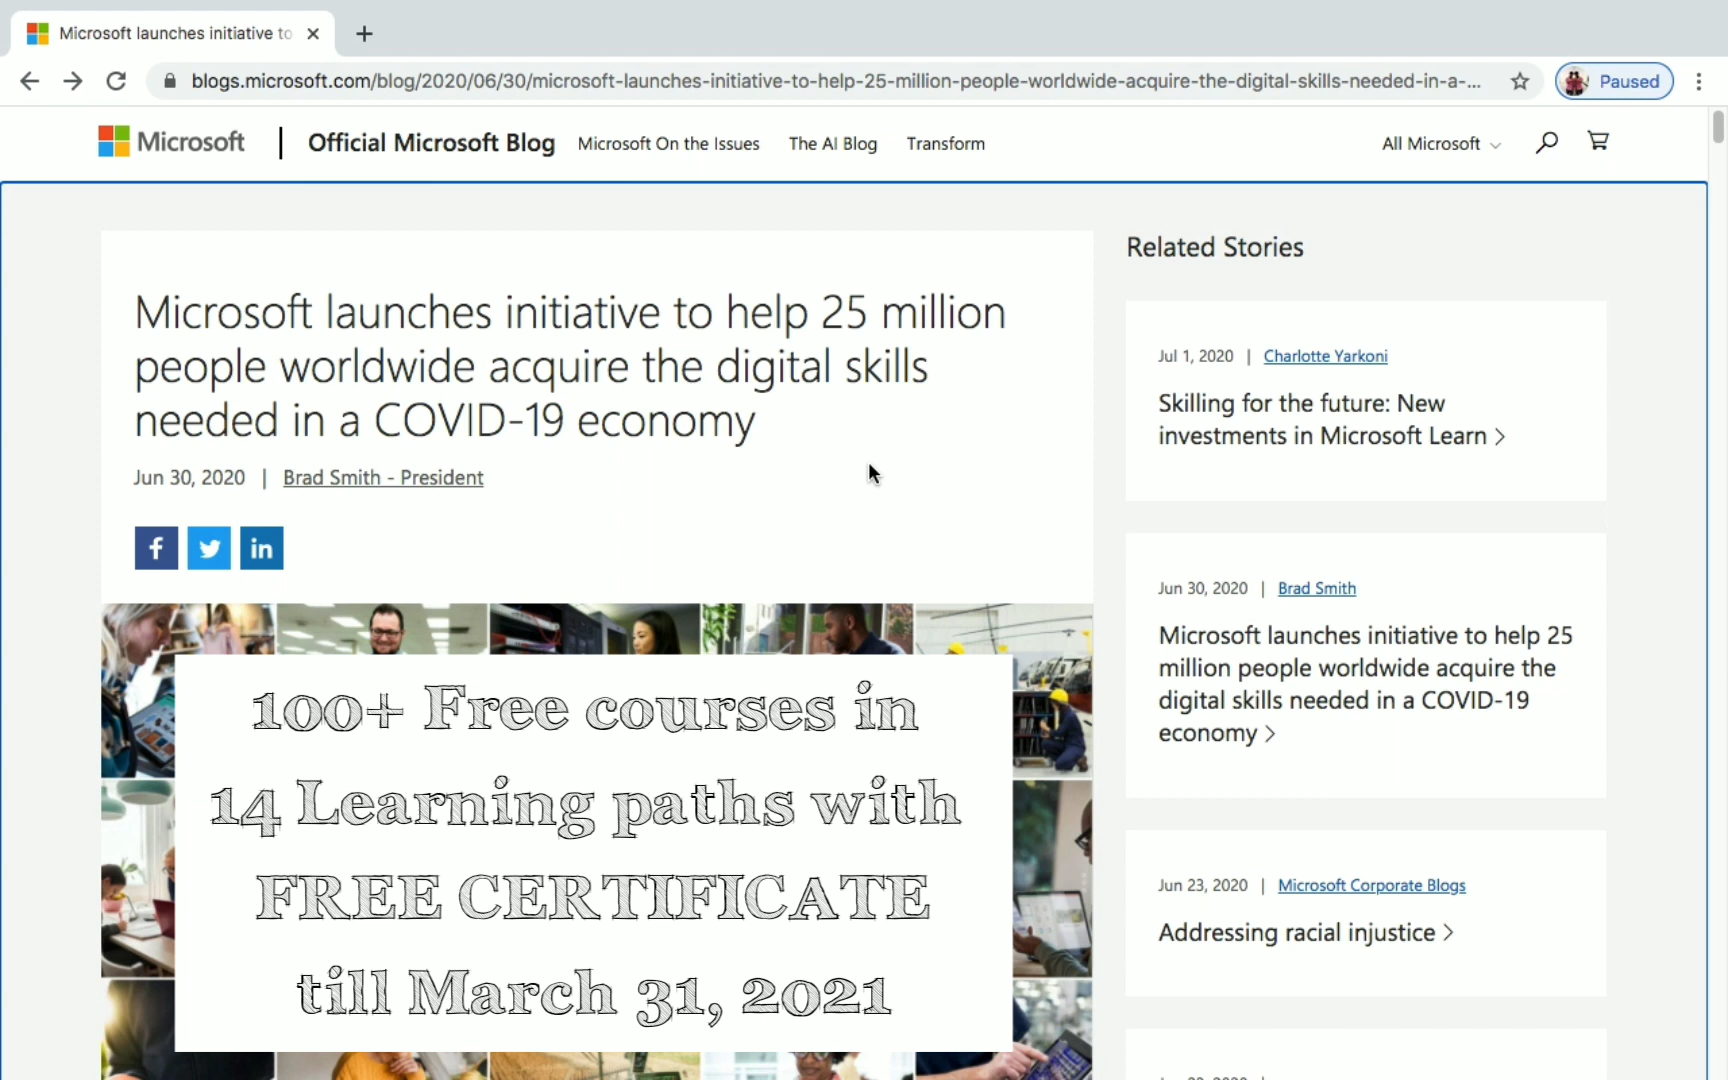 Microsoft launches initiative to
blogs.microsoft.com/blog/2020/06/30/microsoft-launches-initiative-to-help-25-million-people-worldwide-acquire-the-digital-skills-needed-in-a-...
Paused
Microsoft
Official Microsoft Blog
Microsoft On the Issues
The AI Blog
Transform
All Microsoft
Microsoft launches initiative to help 25 million
people worldwide acquire the digital skills
needed in a COVID-19 economy
Jun 30, 2020 | Brad Smith - President
f
in
100+ Free courses in
14 Learning paths with
FREE CERTIFICATE
till March 31, 2021
Related Stories
Jul 1, 2020 | Charlotte Yarkoni
Skilling for the future: New
investments in Microsoft Learn >
Jun 30, 2020 | Brad Smith
Microsoft launches initiative to help 25
million people worldwide acquire the
digital skills needed in a COVID-19
economy >
Jun 23, 2020 | Microsoft Corporate Blogs
Addressing racial injustice >